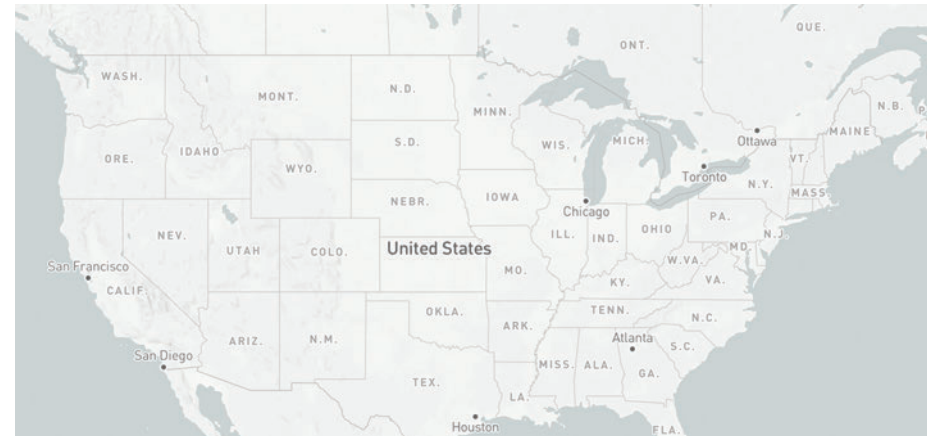 QUE.
ONT.
WASH.
MONT.
N.D.
MINN.
N.B.
MAINE
Ottawa
ORE.
IDAHO
S.D.
WIS.
MICH.
VT.
WYO.
Toronto
N.Y.
MASS
NEBR.
IOWA
Chicago
PA.
NEV.
UTAH
COLO.
United States
ILL.
IND.
OHIO
N.J.
MD.
W.VA.
San Francisco
CALIF.
MO.
KY.
VA.
OKLA.
TENN.
N.C.
ARIZ.
N.M.
ARK.
Atlanta
S.C.
San Diego
MISS.
ALA.
GA.
TEX.
LA.
Houston
FLA.